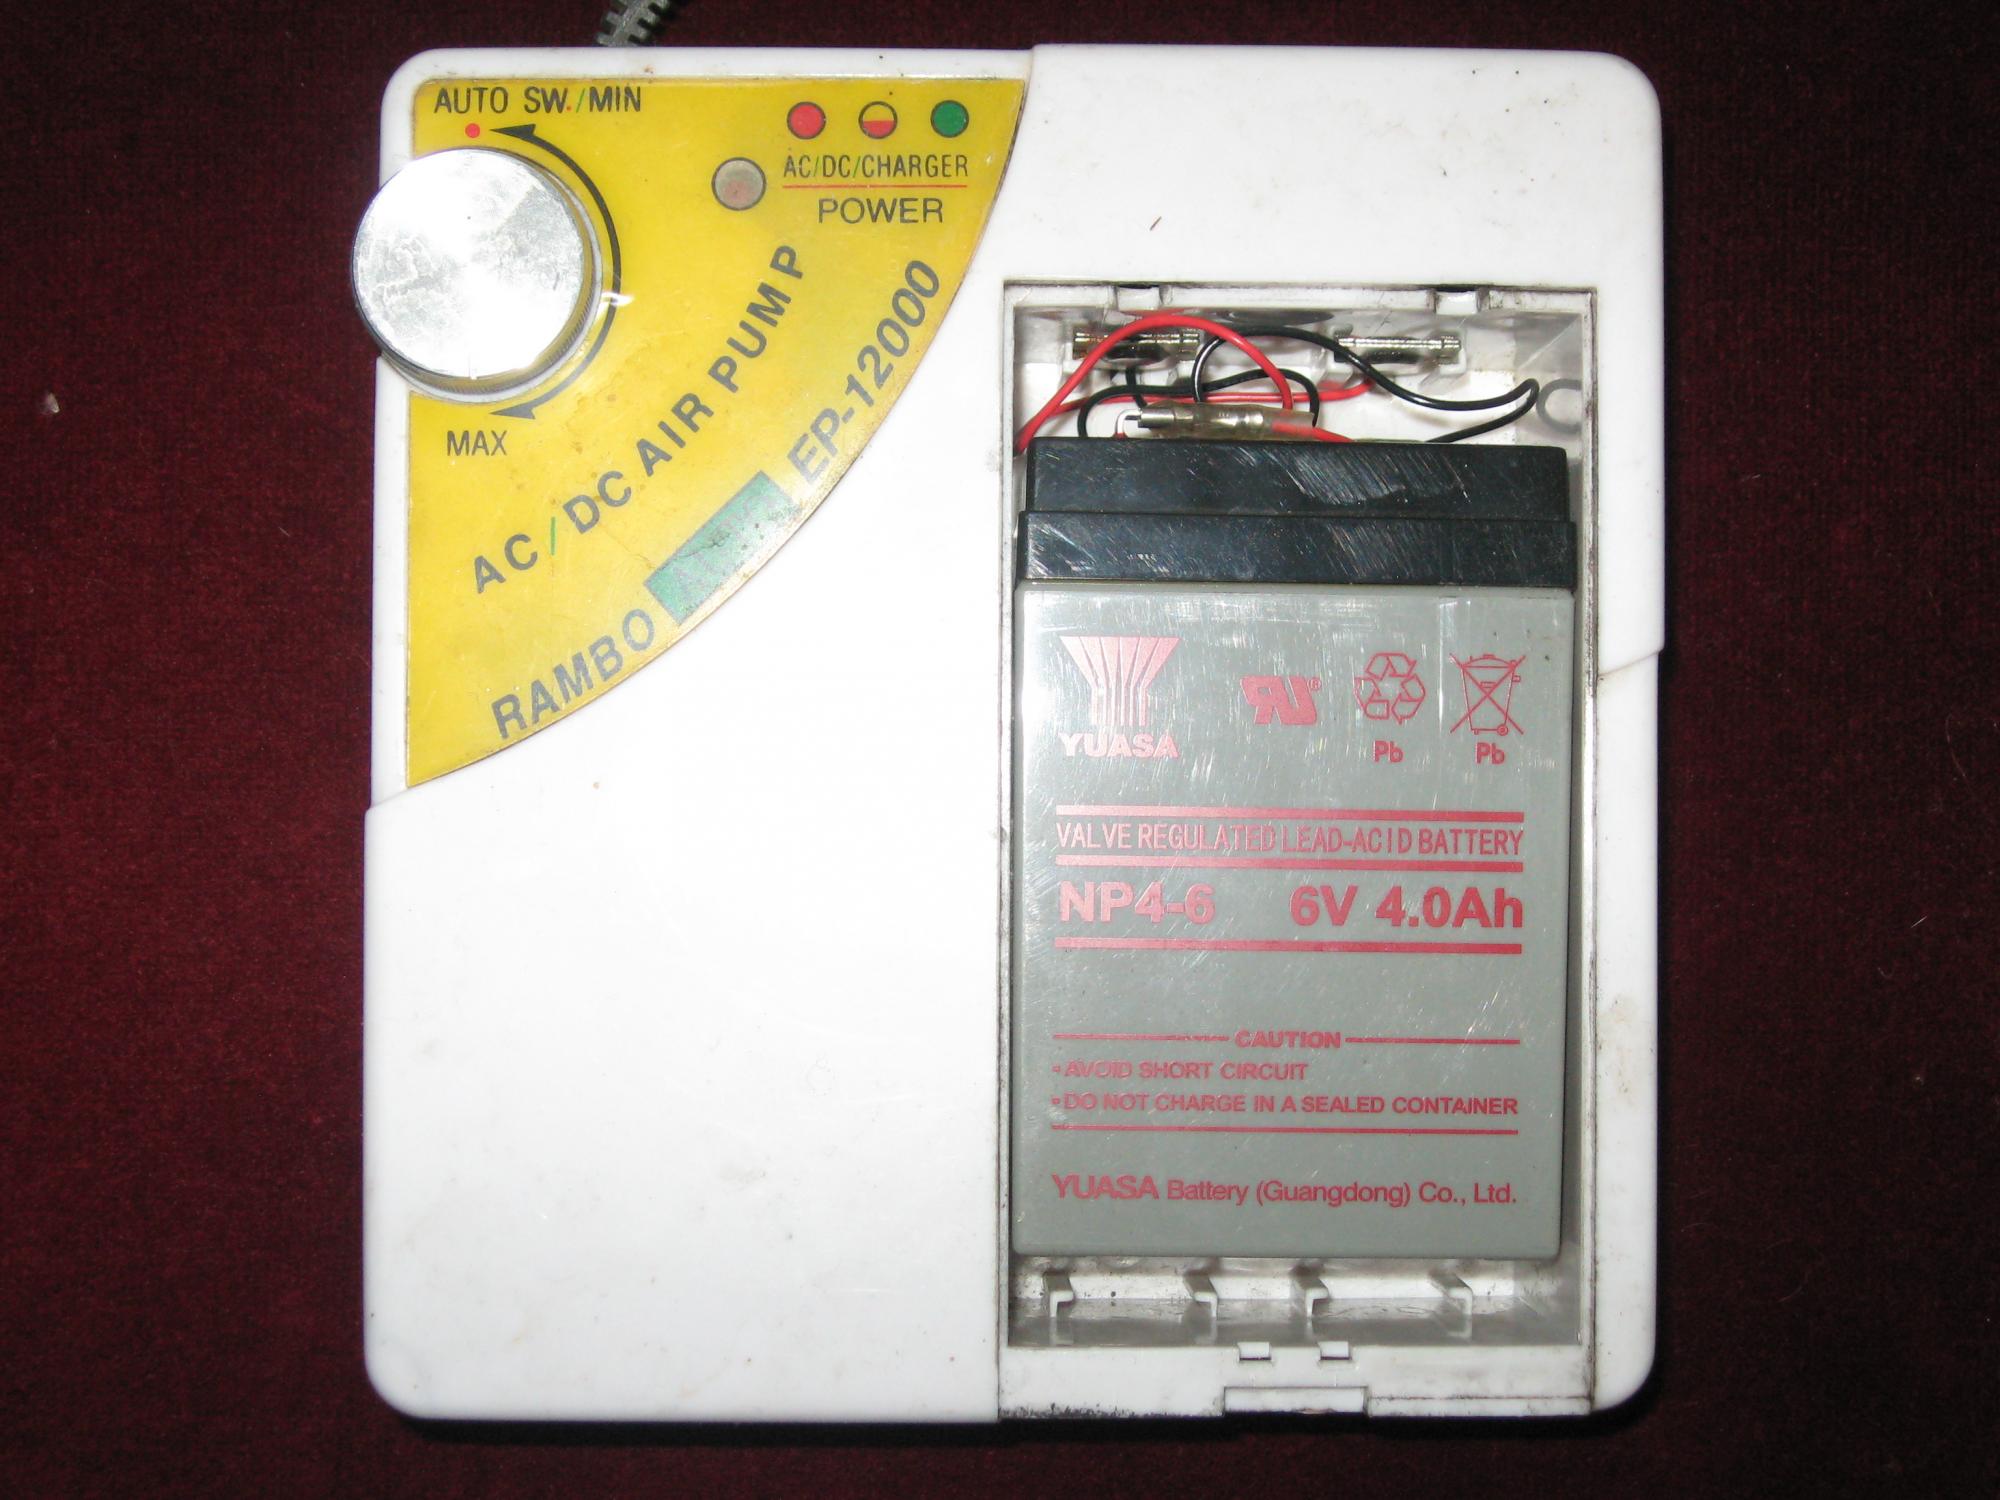 AUTO SW./MIN
AC/DC/CHARGER
POWER
MAX
AC/DC AIR PUMP
RAMBO EP-12000
YUASA
Pb
Pb
VALVE REGULATED LEAD-ACID BATTERY
NP4-6 6V 4.0Ah
CAUTION
•AVOID SHORT CIRCUIT
•DO NOT CHARGE IN A SEALED CONTAINER
YUASA Battery (Guangdong) Co., Ltd.